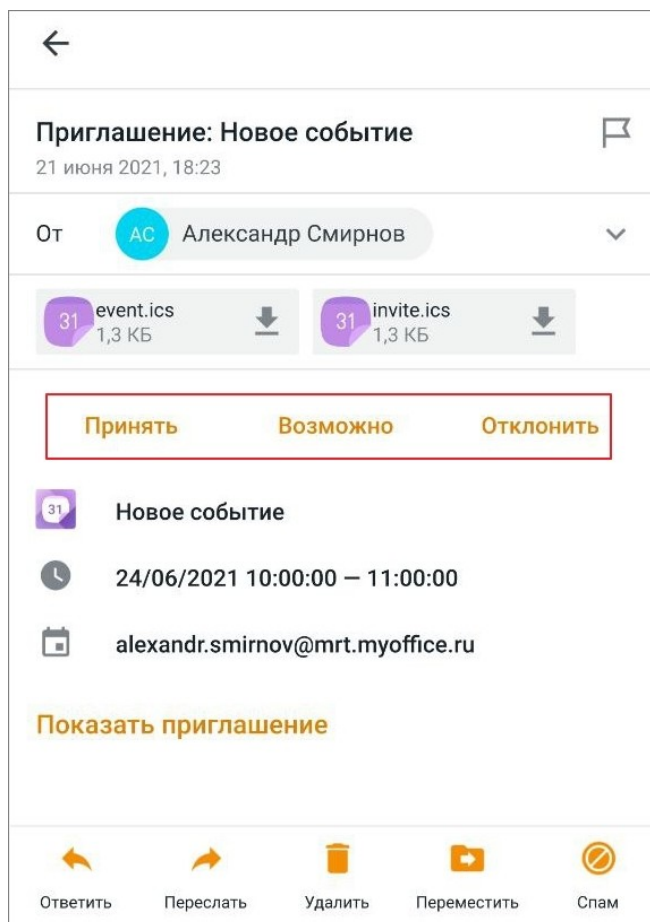 Приглашение: Новое событие
21 июня 2021, 18:23
От АС Александр Смирнов
31 event.ics 31 invite.ics
1,3 КБ 1,3 КБ
Принять Возможно Отклонить
31 Новое событие
24/06/2021 10:00:00 — 11:00:00
alexandr.smirnov@mrt.myoffice.ru
Показать приглашение
Ответить Переслать Удалить Переместить Спам